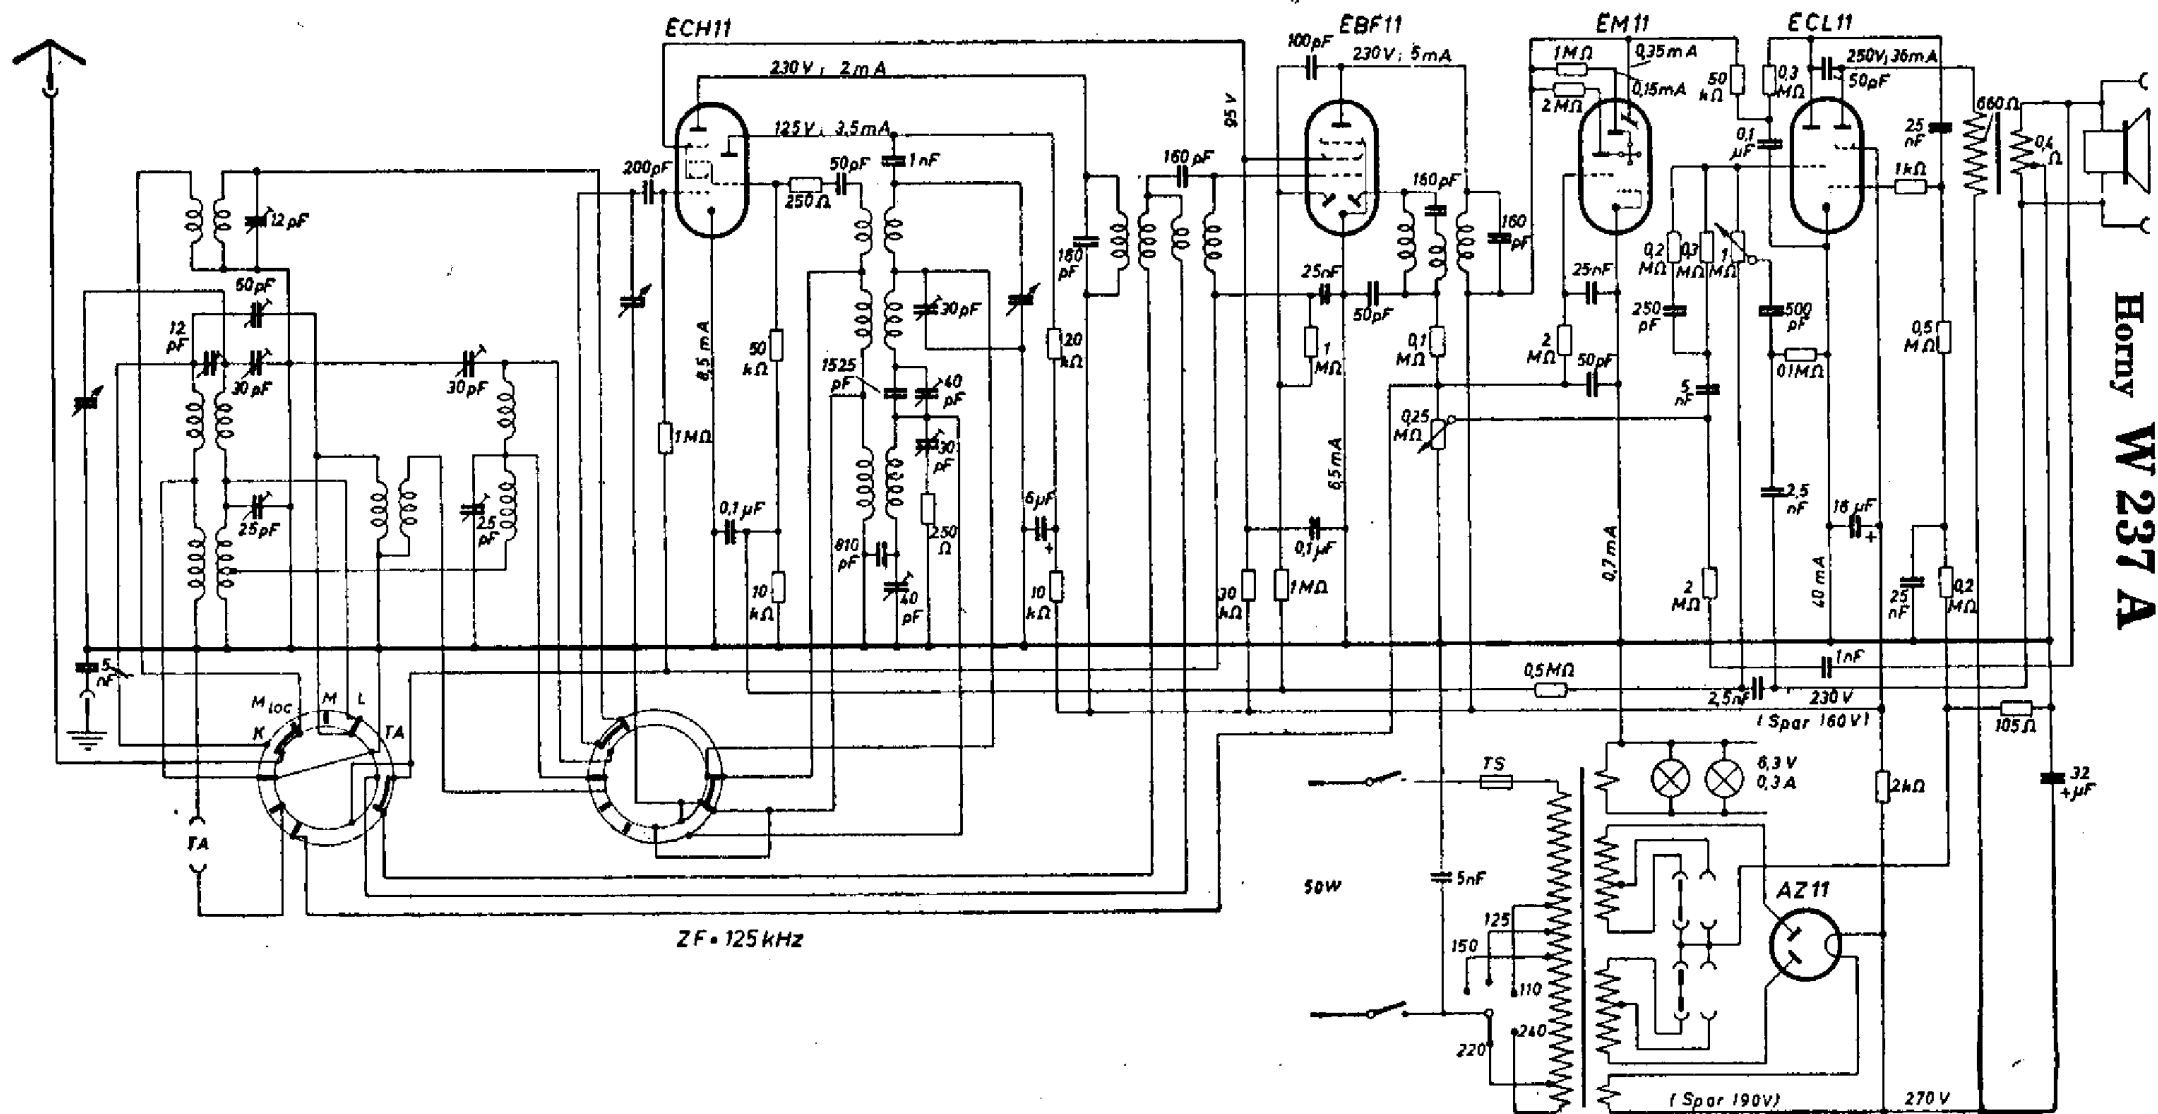 ECH11
EBF11
EM11
ECL11
230 V ; 2 mA
125 V ; 3,5 mA
200 pF
50 pF
1 nF
250 Ω
12 pF
60 pF
12 pF
30 pF
30 pF
25 pF
25 pF
8,5 mA
50 kΩ
1 MΩ
0,1 µF
10 kΩ
1525 pF
30 pF
40 pF
30 pF
250 Ω
810 pF
40 pF
20 kΩ
6 µF
+
10 kΩ
160 pF
160 pF
95 V
100 pF
230 V ; 5 mA
160 pF
160 pF
25 nF
50 pF
1 MΩ
0,1 MΩ
0,25 MΩ
6,5 mA
0,1 µF
30 kΩ
1 MΩ
1 MΩ
2 MΩ
0,35 mA
0,15 mA
25 nF
2 MΩ
50 pF
0,7 mA
50 kΩ
0,3 MΩ
0,1 µF
250 V ; 36 mA
50 pF
0,2 MΩ
0,3 MΩ
1 MΩ
250 pF
500 pF
0,1 MΩ
5 nF
2,5 nF
2 MΩ
40 mA
16 µF
+
25 nF
1 kΩ
0,5 MΩ
25 nF
0,2 MΩ
660 Ω
0,4 Ω
Horny W 237 A
5 nF
K
M LOC
M
L
TA
TA
0,5 MΩ
2,5 nF
1 nF
230 V
(Spar 160 V)
105 Ω
32 µF
+
2 kΩ
6,3 V
0,3 A
TS
5 nF
50 W
125
150
110
240
220
AZ 11
ZF = 125 kHz
(Spar 190 V)
270 V